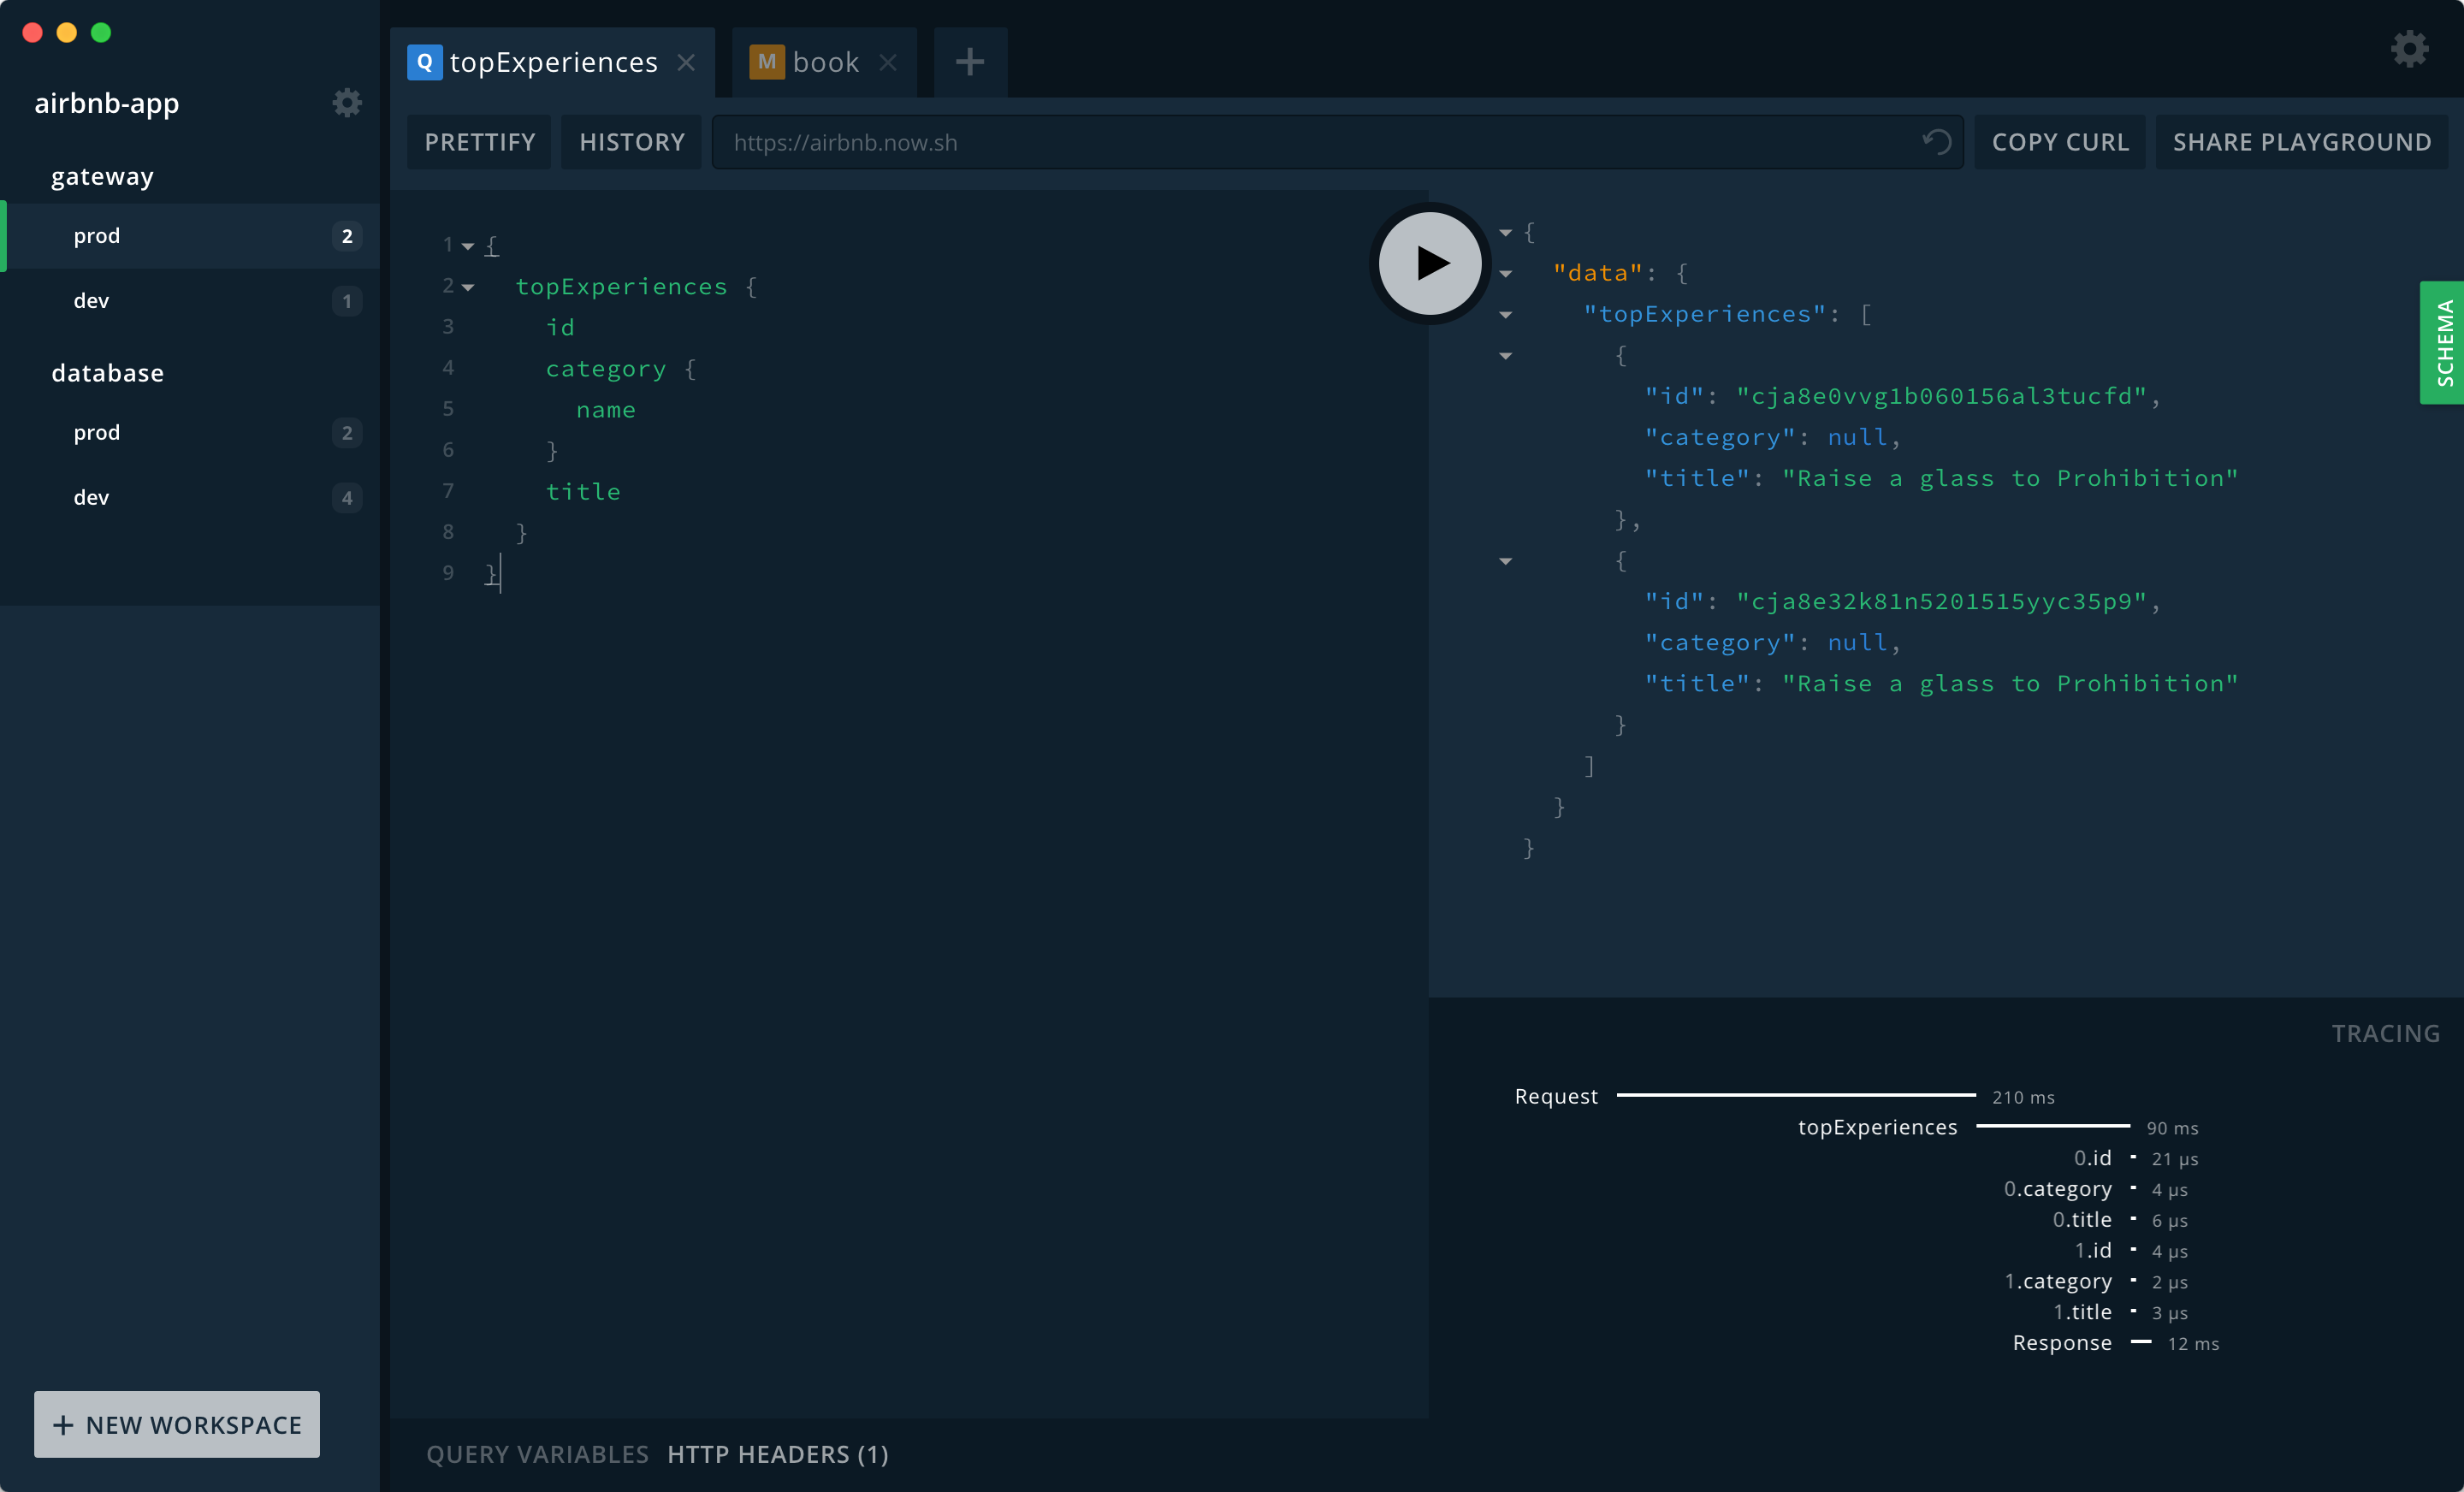 airbnb-app
gateway
prod 2
dev 1
database
prod 2
dev 4
+ NEW WORKSPACE
Q topExperiences ×
M book ×
+
PRETTIFY
HISTORY
https://airbnb.now.sh
COPY CURL
SHARE PLAYGROUND
1 {
2 topExperiences {
3 id
4 category {
5 name
6 }
7 title
8 }
9 }
QUERY VARIABLES HTTP HEADERS (1)
{
"data": {
"topExperiences": [
{
"id": "cja8e0vvg1b060156al3tucfd",
"category": null,
"title": "Raise a glass to Prohibition"
},
{
"id": "cja8e32k81n5201515yyc35p9",
"category": null,
"title": "Raise a glass to Prohibition"
}
]
}
}
SCHEMA
TRACING
Request 210 ms
topExperiences 90 ms
0.id 21 µs
0.category 4 µs
0.title 6 µs
1.id 4 µs
1.category 2 µs
1.title 3 µs
Response 12 ms